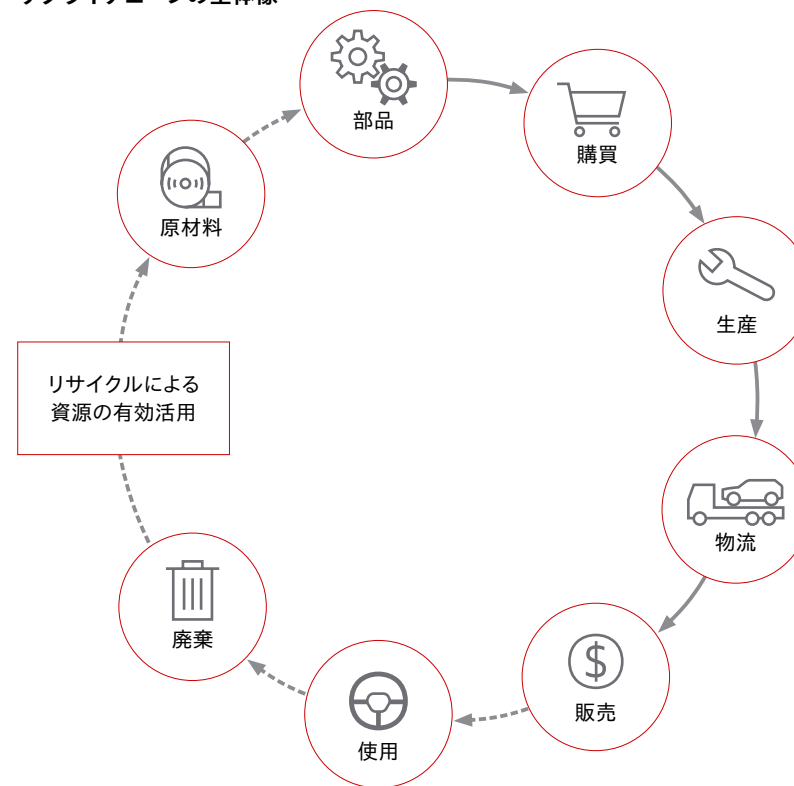 部品
購買
原材料
生産
リサイクルによる
資源の有効活用
物流
廃棄
販売
使用